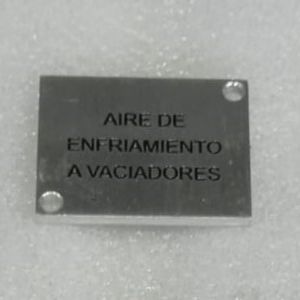 AIRE DE
ENFRIAMIENTO
A VACIADORES